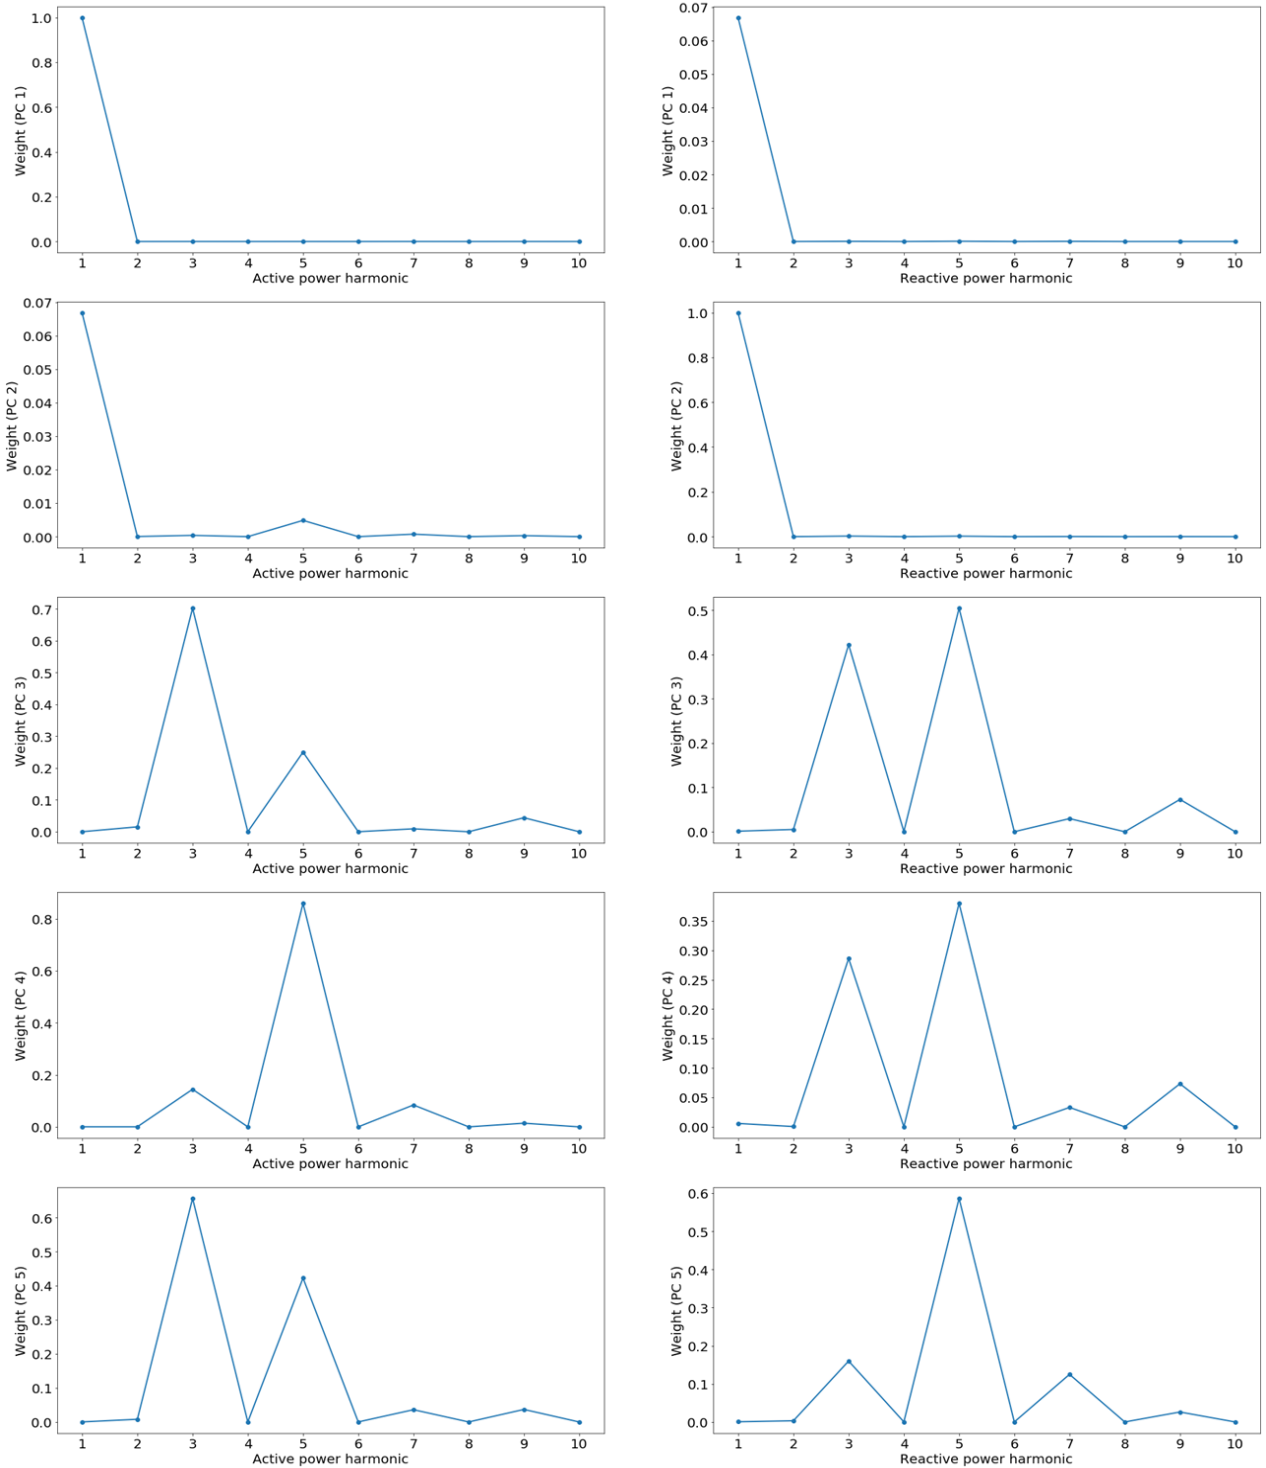 1.0
0.8
0.6
0.4
0.2
0.0
Weight (PC 1)
1 2 3 4 5 6 7 8 9 10
Active power harmonic
0.07
0.06
0.05
0.04
0.03
0.02
0.01
0.00
Weight (PC 1)
1 2 3 4 5 6 7 8 9 10
Reactive power harmonic
0.07
0.06
0.05
0.04
0.03
0.02
0.01
0.00
Weight (PC 2)
1 2 3 4 5 6 7 8 9 10
Active power harmonic
1.0
0.8
0.6
0.4
0.2
0.0
Weight (PC 2)
1 2 3 4 5 6 7 8 9 10
Reactive power harmonic
0.7
0.6
0.5
0.4
0.3
0.2
0.1
0.0
Weight (PC 3)
1 2 3 4 5 6 7 8 9 10
Active power harmonic
0.5
0.4
0.3
0.2
0.1
0.0
Weight (PC 3)
1 2 3 4 5 6 7 8 9 10
Reactive power harmonic
0.8
0.6
0.4
0.2
0.0
Weight (PC 4)
1 2 3 4 5 6 7 8 9 10
Active power harmonic
0.35
0.30
0.25
0.20
0.15
0.10
0.05
0.00
Weight (PC 4)
1 2 3 4 5 6 7 8 9 10
Reactive power harmonic
0.6
0.5
0.4
0.3
0.2
0.1
0.0
Weight (PC 5)
1 2 3 4 5 6 7 8 9 10
Active power harmonic
0.6
0.5
0.4
0.3
0.2
0.1
0.0
Weight (PC 5)
1 2 3 4 5 6 7 8 9 10
Reactive power harmonic